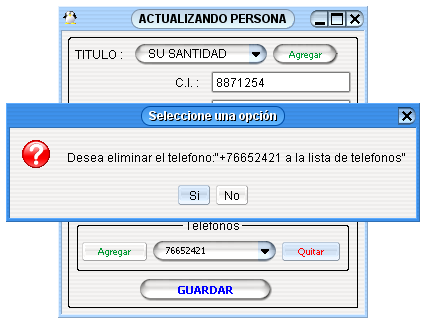 ACTUALIZANDO PERSONA
TITULO : SU SANTIDAD Agregar
C.I. : 8871254
Seleccione una opción
Desea eliminar el telefono:"+76652421 a la lista de telefonos"
Si No
Telefonos
Agregar 76652421 Quitar
GUARDAR